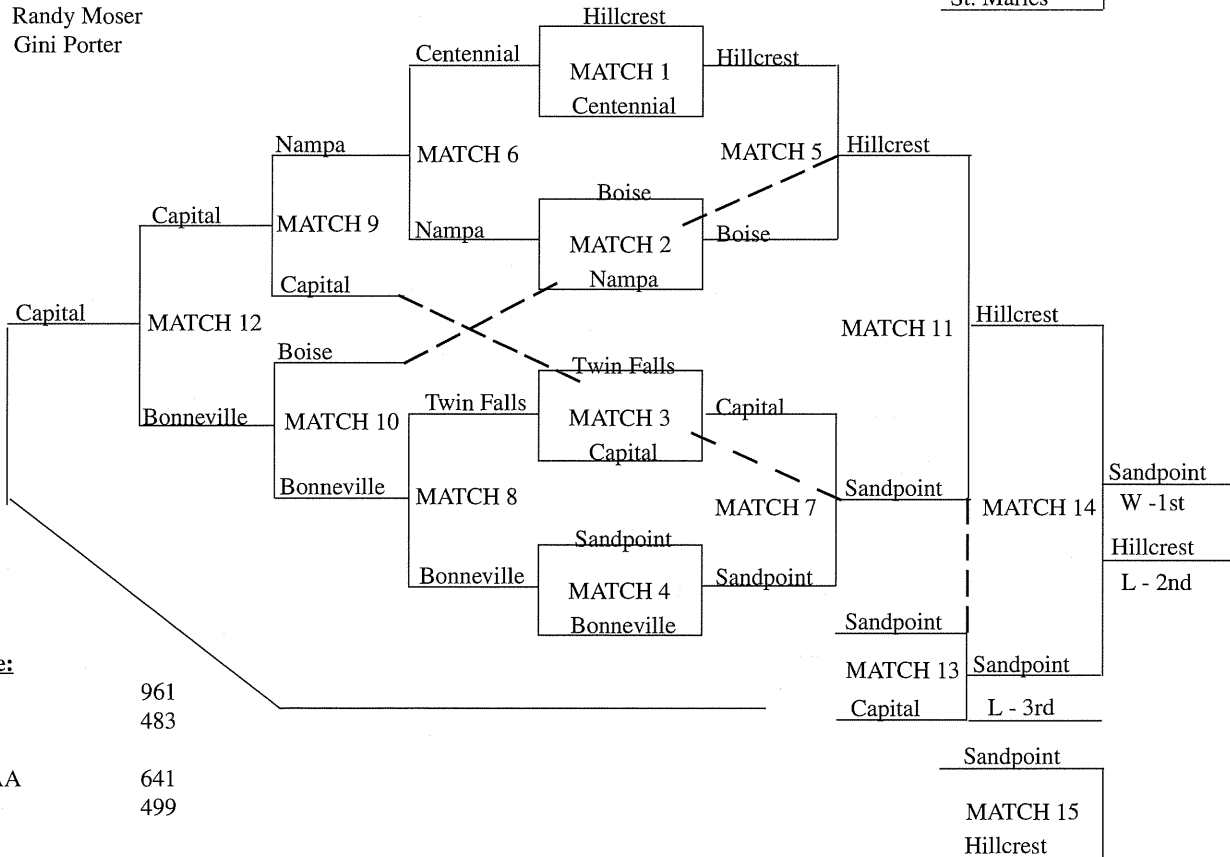 St. Maries
Randy Moser
Gini Porter
Hillcrest
Centennial
MATCH 1
Hillcrest
Centennial
Nampa
MATCH 6
MATCH 5
Hillcrest
Boise
Capital
MATCH 9
Nampa
MATCH 2
Boise
Nampa
Capital
Capital
MATCH 12
Hillcrest
MATCH 11
Boise
Twin Falls
Twin Falls
Capital
Bonneville
MATCH 10
MATCH 3
Capital
Bonneville
MATCH 8
Sandpoint
MATCH 7
MATCH 14
Sandpoint
W -1st
Sandpoint
Hillcrest
Bonneville
MATCH 4
Sandpoint
L - 2nd
Bonneville
Sandpoint
e:
MATCH 13
Sandpoint
961
Capital
L - 3rd
483
Sandpoint
AA
641
499
MATCH 15
Hillcrest